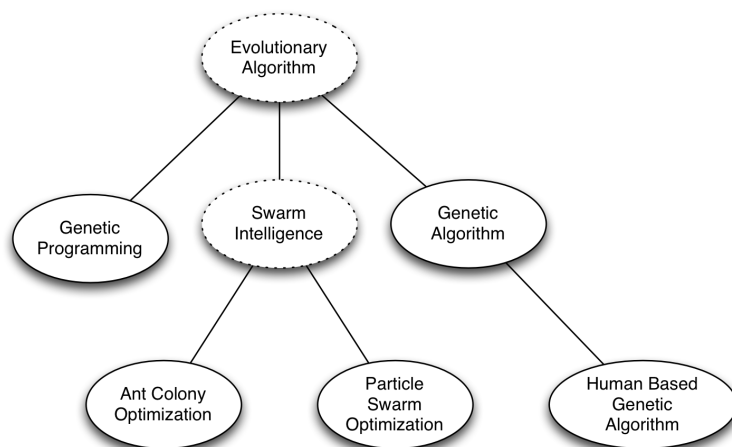 Evolutionary
Algorithm
Genetic
Programming
Swarm
Intelligence
Genetic
Algorithm
Ant Colony
Optimization
Particle
Swarm
Optimization
Human Based
Genetic
Algorithm